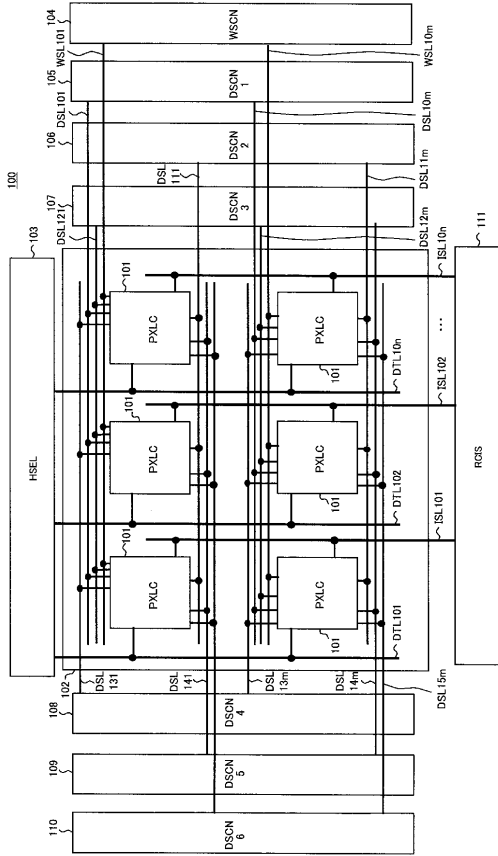 100
103
HSEL
104
WSCN
105
DSCN
1
106
DSCN
2
107
DSCN
3
WSL101
DSL101
DSL
111
DSL121
WSL10m
DSL10m
DSL11m
DSL12m
101
PXLC
101
PXLC
101
PXLC
101
PXLC
101
PXLC
101
PXLC
DTL101
DTL102
DTL10n
ISL101
ISL102
...
ISL10n
111
RCIS
102
DSL
131
DSL
141
DSL
13m
DSL
14m
DSL15m
108
DSCN
4
109
DSCN
5
110
DSCN
6